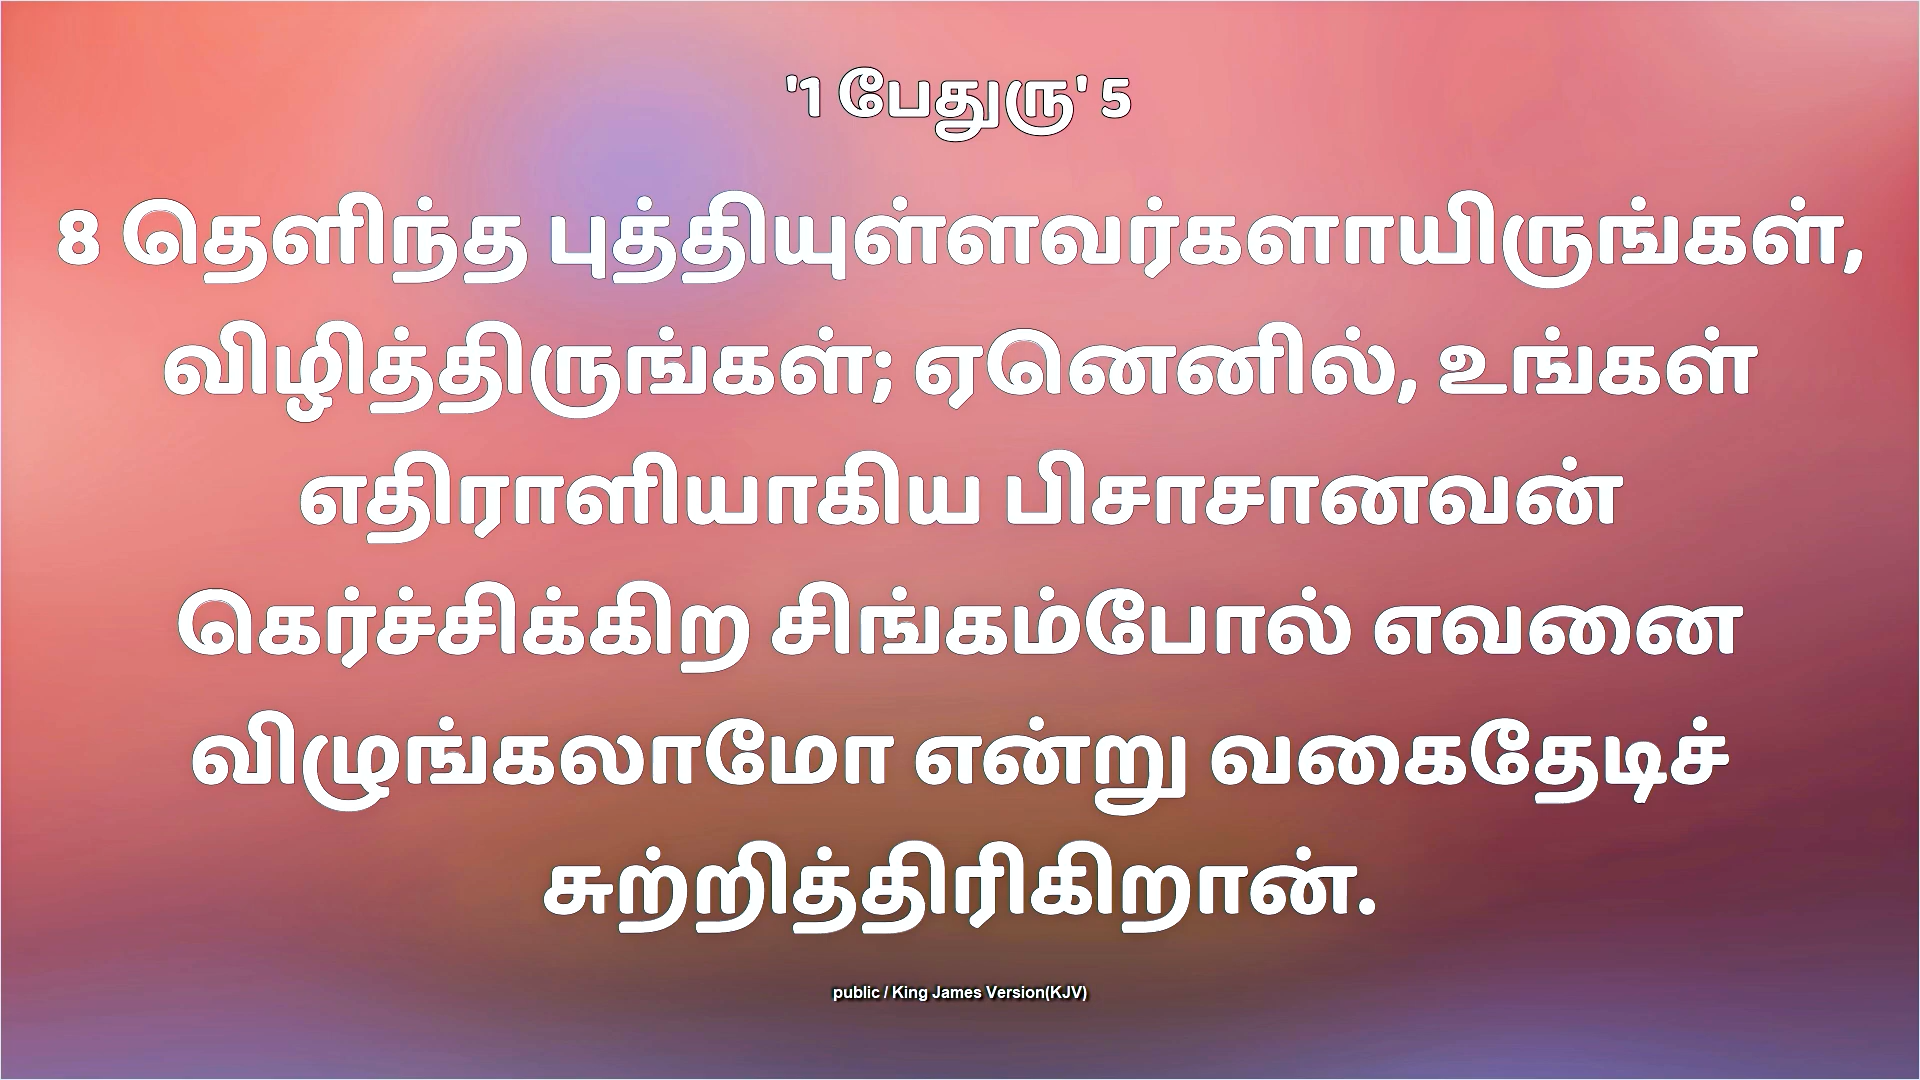 '1 பேதுரு' 5
8 தெளிந்த புத்தியுள்ளவர்களாயிருங்கள்,
விழித்திருங்கள்; ஏனெனில், உங்கள்
எதிராளியாகிய பிசாசானவன்
கெர்ச்சிக்கிற சிங்கம்போல் எவனை
விழுங்கலாமோ என்று வகைதேடிச்
சுற்றித்திரிகிறான்.
public / King James Version(KJV)